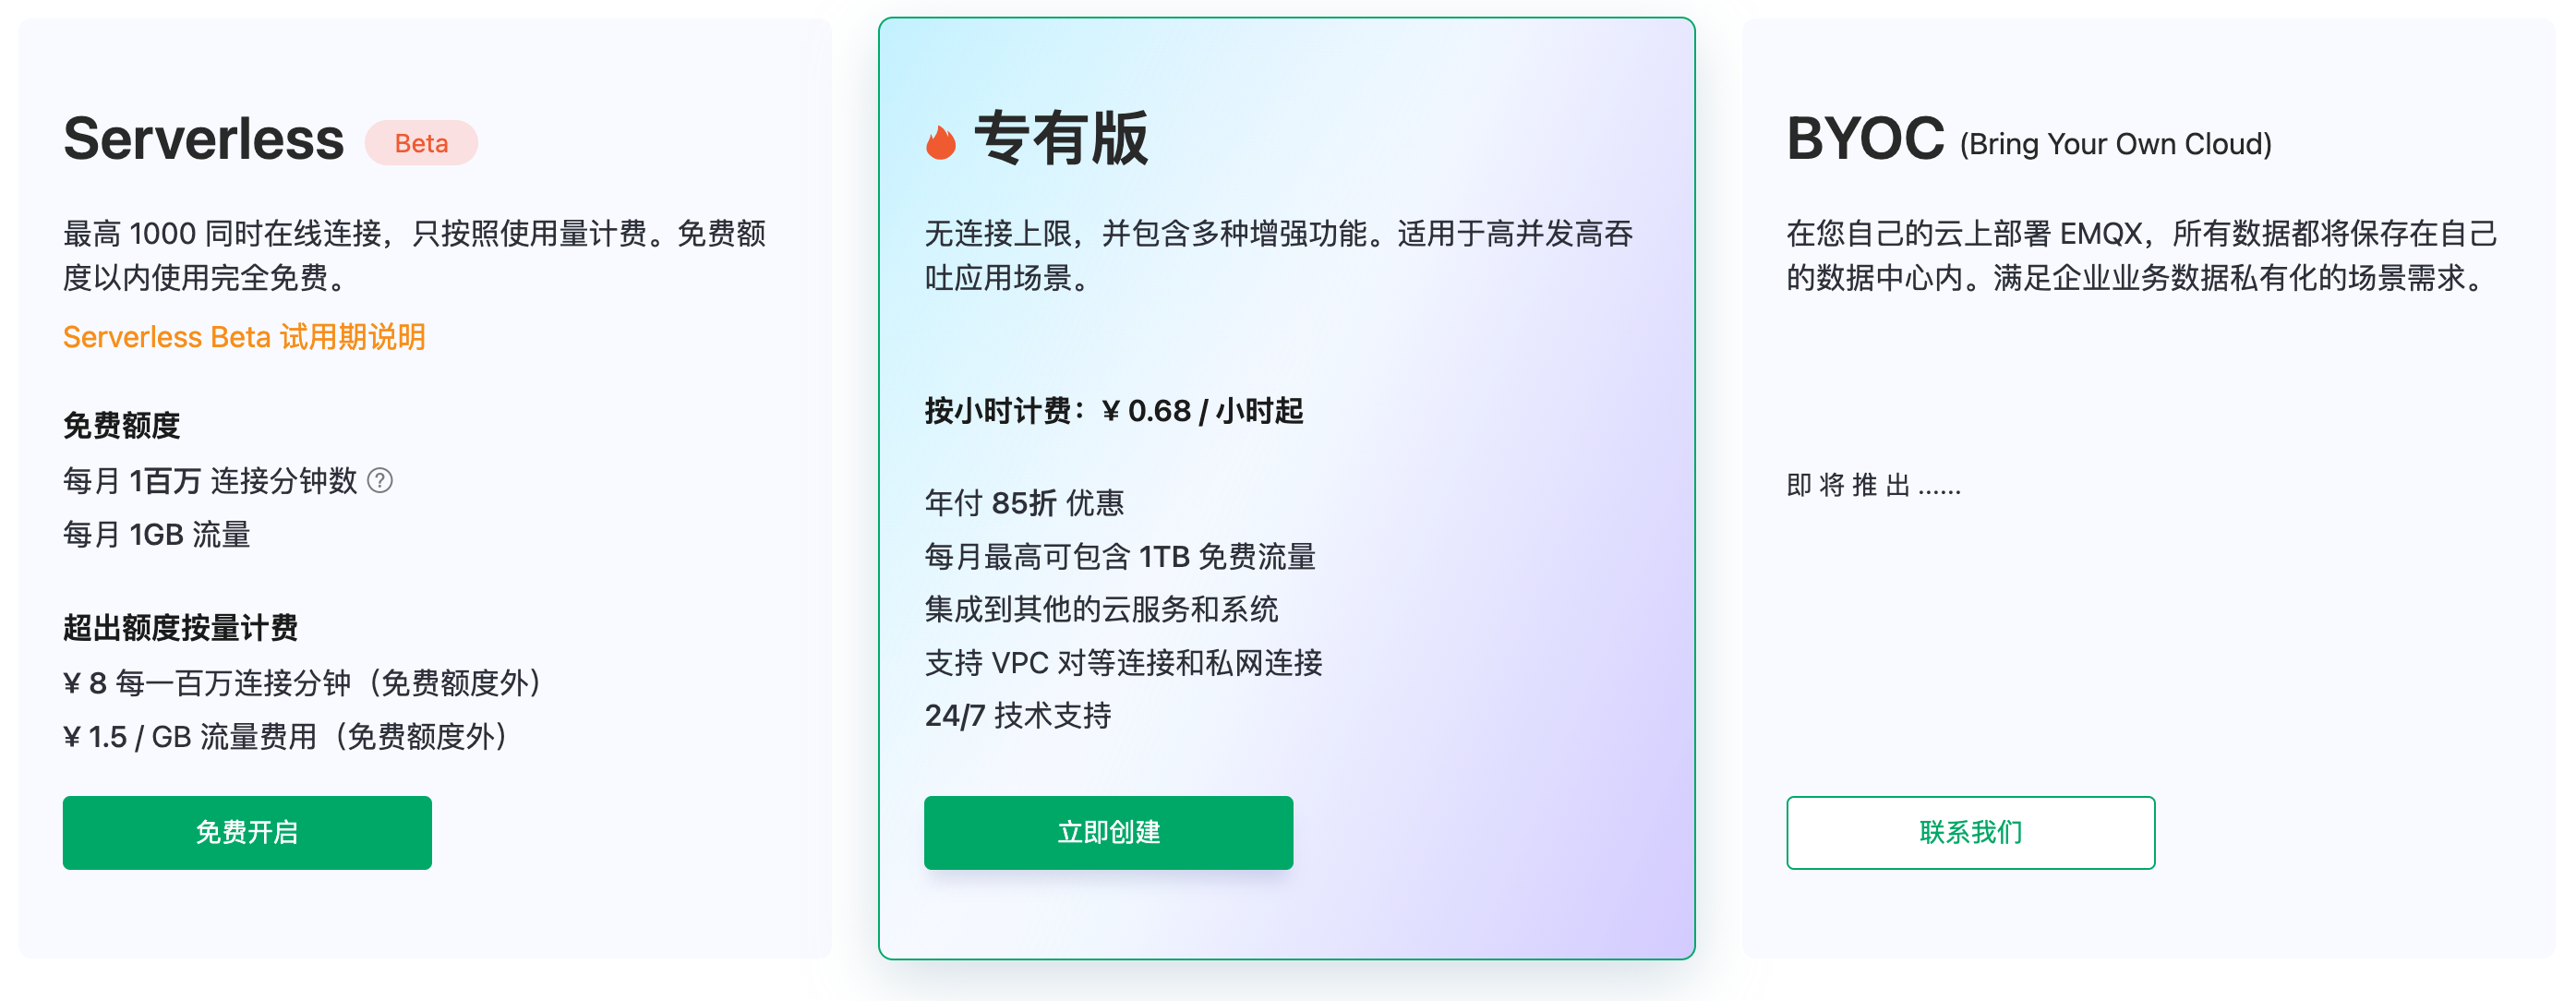 Serverless Beta
最高 1000 同时在线连接，只按照使用量计费。免费额
度以内使用完全免费。
Serverless Beta 试用期说明
免费额度
每月 1百万 连接分钟数 ?
每月 1GB 流量
超出额度按量计费
¥ 8 每一百万连接分钟（免费额度外）
¥ 1.5 / GB 流量费用（免费额度外）
免费开启
专有版
无连接上限，并包含多种增强功能。适用于高并发高吞
吐应用场景。
按小时计费：¥ 0.68 / 小时起
年付 85折 优惠
每月最高可包含 1TB 免费流量
集成到其他的云服务和系统
支持 VPC 对等连接和私网连接
24/7 技术支持
立即创建
BYOC (Bring Your Own Cloud)
在您自己的云上部署 EMQX，所有数据都将保存在自己
的数据中心内。满足企业业务数据私有化的场景需求。
即 将 推 出 ......
联系我们